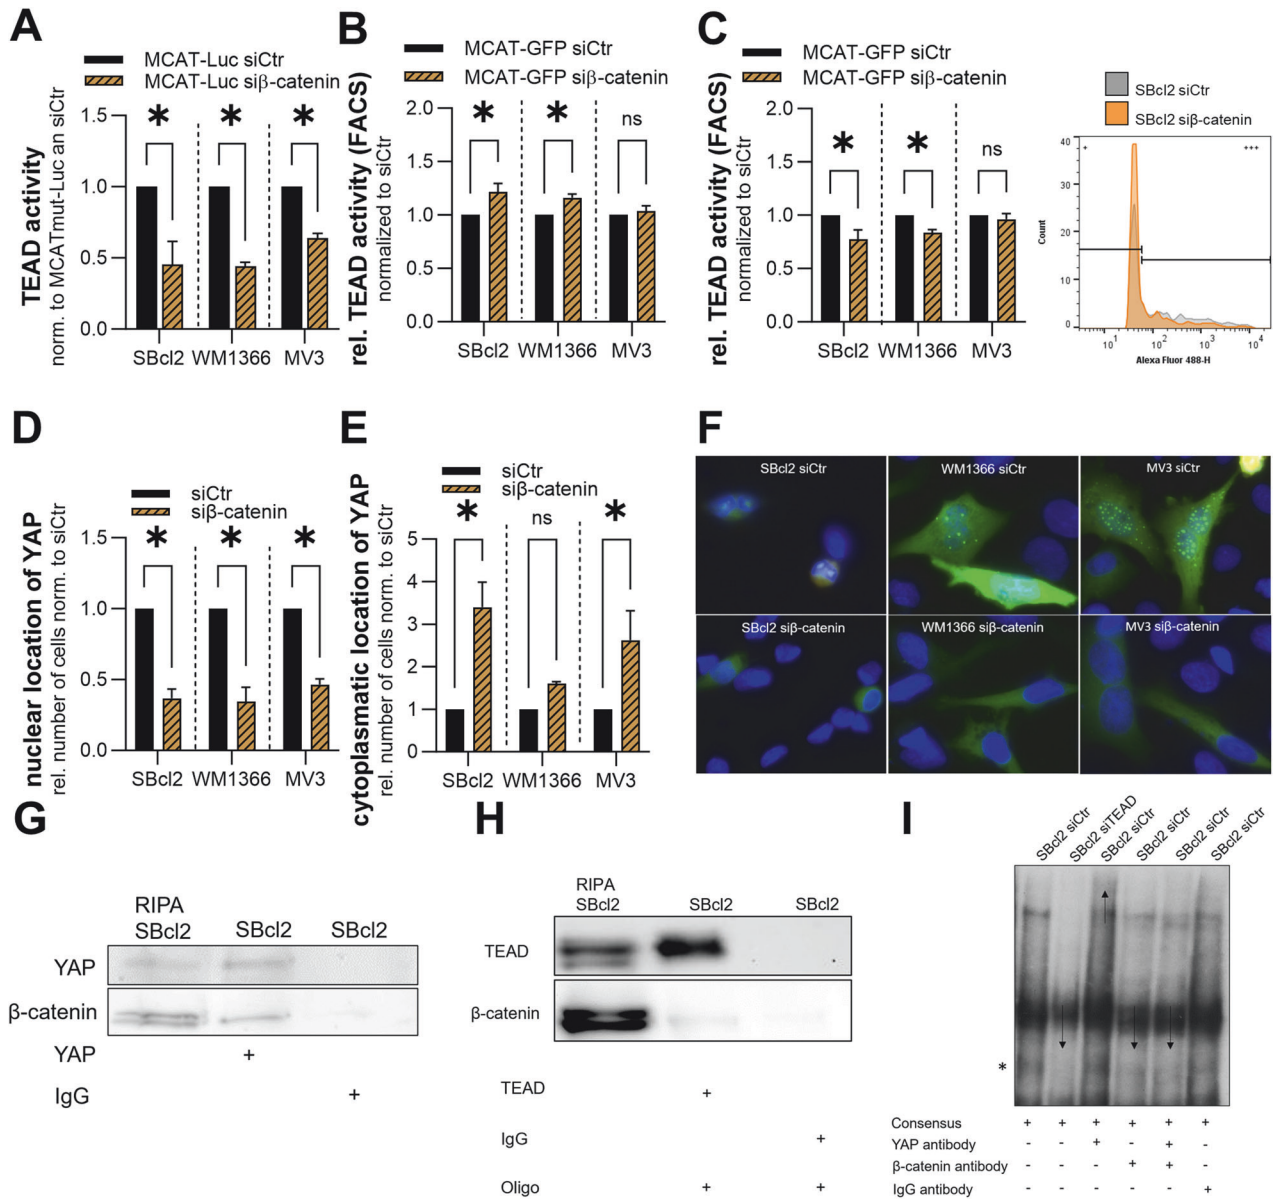 A
MCAT-Luc siCtr
MCAT-Luc siβ-catenin
TEAD activity
norm. to MCATmut-Luc an siCtr
1.5
1.0
0.5
0.0
*
*
*
SBcl2
WM1366
MV3
B
MCAT-GFP siCtr
MCAT-GFP siβ-catenin
rel. TEAD activity (FACS)
normalized to siCtr
2.0
1.5
1.0
0.5
0.0
*
*
ns
SBcl2
WM1366
MV3
C
MCAT-GFP siCtr
MCAT-GFP siβ-catenin
rel. TEAD activity (FACS)
normalized to siCtr
2.0
1.5
1.0
0.5
0.0
*
*
ns
SBcl2
WM1366
MV3
SBcl2 siCtr
SBcl2 siβ-catenin
Count
40
30
20
10
0
+
+++
10¹
10²
10³
10⁴
Alexa Fluor 488-H
D
siCtr
siβ-catenin
nuclear location of YAP
rel. number of cells norm. to siCtr
1.5
1.0
0.5
0.0
*
*
*
SBcl2
WM1366
MV3
E
siCtr
siβ-catenin
cytoplasmatic location of YAP
rel. number of cells norm. to siCtr
5
4
3
2
1
0
*
ns
*
SBcl2
WM1366
MV3
F
SBcl2 siCtr
WM1366 siCtr
MV3 siCtr
SBcl2 siβ-catenin
WM1366 siβ-catenin
MV3 siβ-catenin
G
RIPA
SBcl2
SBcl2
SBcl2
YAP
β-catenin
YAP +
IgG +
H
RIPA
SBcl2
SBcl2
SBcl2
TEAD
β-catenin
TEAD +
IgG +
Oligo + +
I
SBcl2 siCtr
SBcl2 siTEAD
SBcl2 siCtr
SBcl2 siCtr
SBcl2 siCtr
SBcl2 siCtr
*
Consensus + + + + + +
YAP antibody - - + - + -
β-catenin antibody - - - + + -
IgG antibody - - - - - +